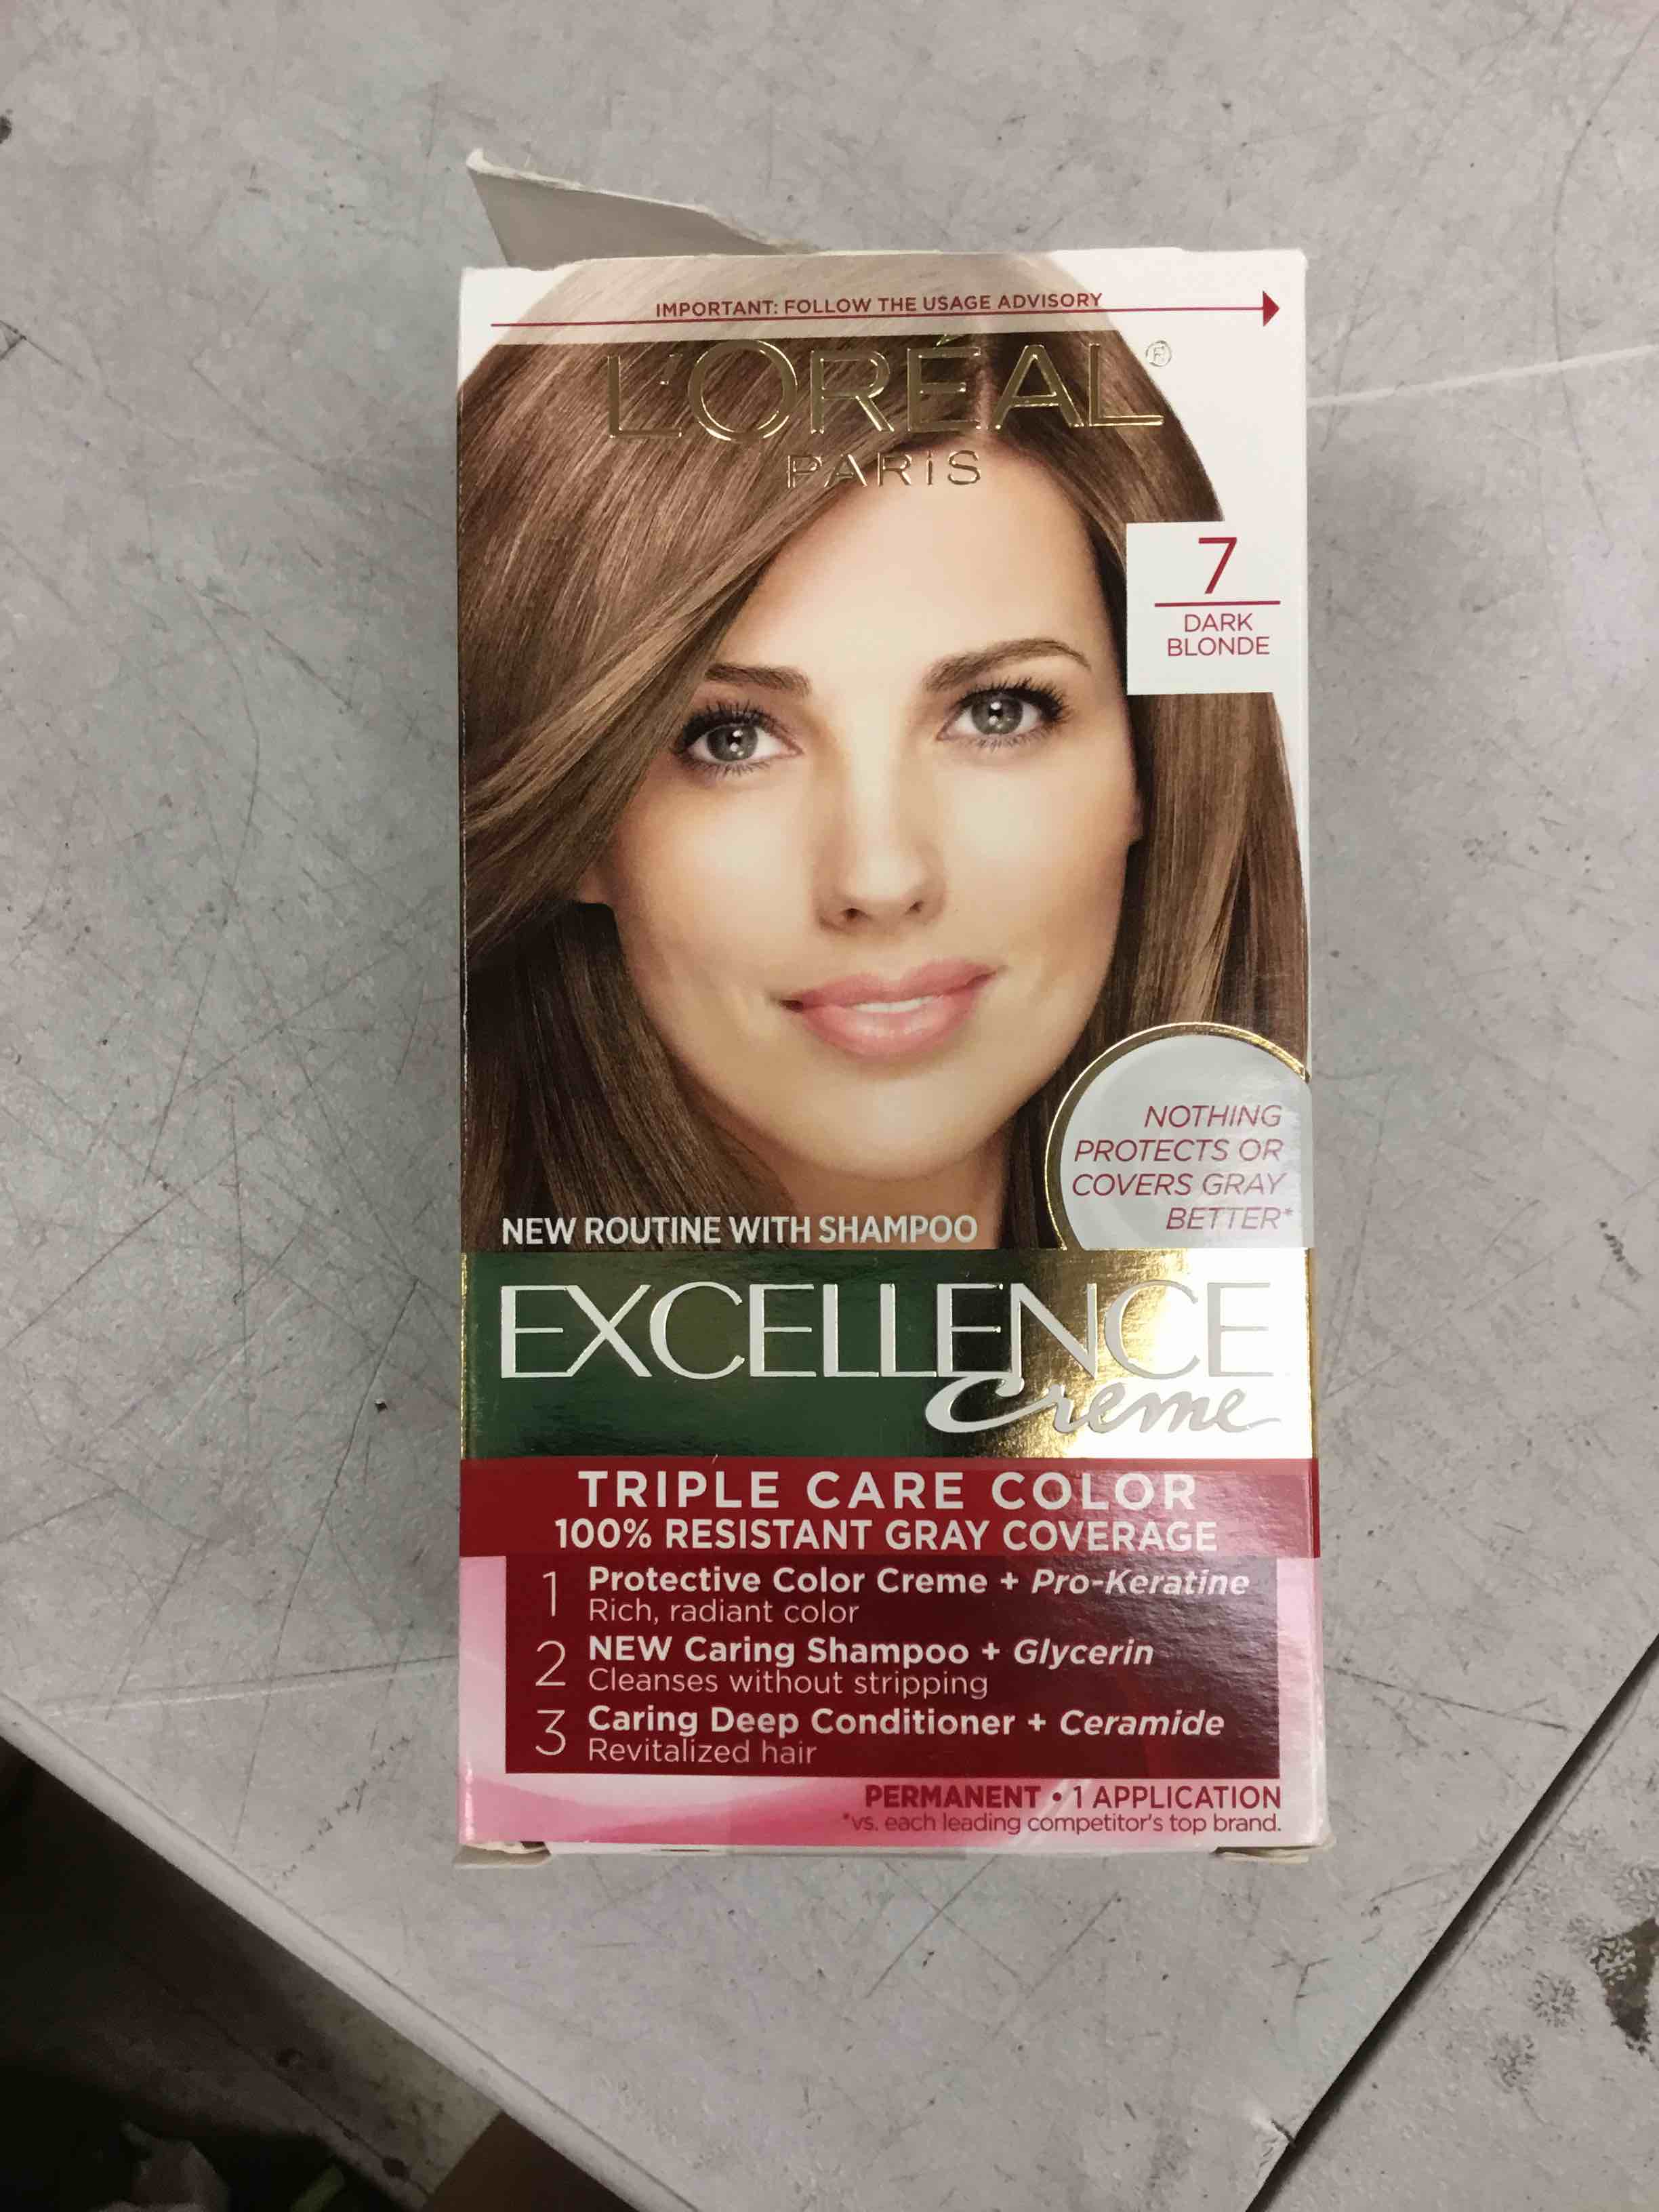 IMPORTANT: FOLLOW THE USAGE ADVISORY
L'ORÉAL®
PARiS
7
DARK
BLONDE
NOTHING
PROTECTS OR
COVERS GRAY
BETTER*
NEW ROUTINE WITH SHAMPOO
EXCELLENCE
Creme
TRIPLE CARE COLOR
100% RESISTANT GRAY COVERAGE
1 Protective Color Creme + Pro-Keratine
Rich, radiant color
2 NEW Caring Shampoo + Glycerin
Cleanses without stripping
3 Caring Deep Conditioner + Ceramide
Revitalized hair
PERMANENT • 1 APPLICATION
*vs. each leading competitor's top brand.